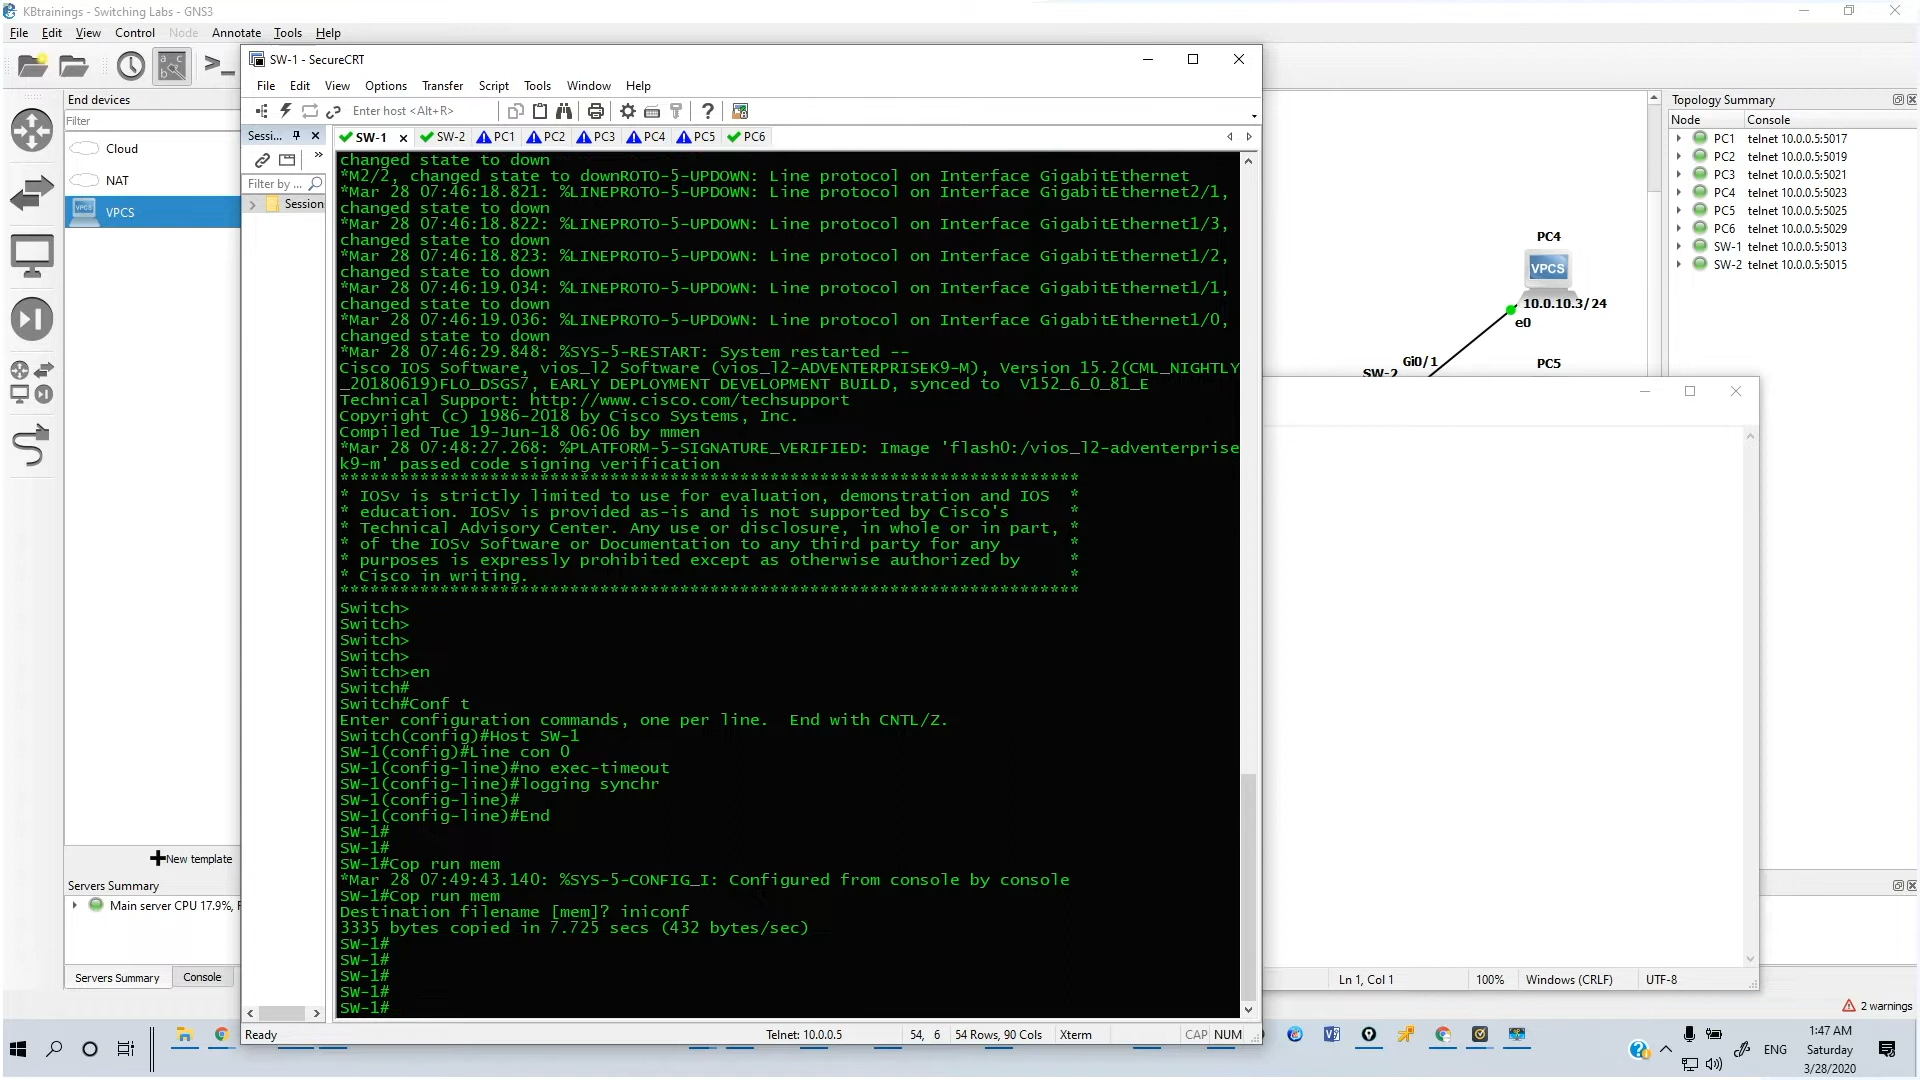 KBtrainings - Switching Labs - GNS3
File Edit View Control Node Annotate Tools Help
SW-1 - SecureCRT
File Edit View Options Transfer Script Tools Window Help
Enter host <Alt+R>
End devices
Filter
Cloud
NAT
VPCS
New template
Servers Summary
Main server CPU 17.9%, F
Servers Summary Console
Sessi...
Filter by ...
Session
SW-1 SW-2 PC1 PC2 PC3 PC4 PC5 PC6
changed state to down
*M2/2, changed state to downROTO-5-UPDOWN: Line protocol on Interface GigabitEthernet
*Mar 28 07:46:18.821: %LINEPROTO-5-UPDOWN: Line protocol on Interface GigabitEthernet2/1,
changed state to down
*Mar 28 07:46:18.822: %LINEPROTO-5-UPDOWN: Line protocol on Interface GigabitEthernet1/3,
changed state to down
*Mar 28 07:46:18.823: %LINEPROTO-5-UPDOWN: Line protocol on Interface GigabitEthernet1/2,
changed state to down
*Mar 28 07:46:19.034: %LINEPROTO-5-UPDOWN: Line protocol on Interface GigabitEthernet1/1,
changed state to down
*Mar 28 07:46:19.036: %LINEPROTO-5-UPDOWN: Line protocol on Interface GigabitEthernet1/0,
changed state to down
*Mar 28 07:46:29.848: %SYS-5-RESTART: System restarted --
Cisco IOS Software, vios_l2 Software (vios_l2-ADVENTERPRISEK9-M), Version 15.2(CML_NIGHTLY
_20180619)FLO_DSGS7, EARLY DEPLOYMENT DEVELOPMENT BUILD, synced to  V152_6_0_81_E
Technical Support: http://www.cisco.com/techsupport
Copyright (c) 1986-2018 by Cisco Systems, Inc.
Compiled Tue 19-Jun-18 06:06 by mmen
*Mar 28 07:48:27.268: %PLATFORM-5-SIGNATURE_VERIFIED: Image 'flash0:/vios_l2-adventerprise
k9-m' passed code signing verification
**************************************************************************
* IOSv is strictly limited to use for evaluation, demonstration and IOS  *
* education. IOSv is provided as-is and is not supported by Cisco's      *
* Technical Advisory Center. Any use or disclosure, in whole or in part, *
* of the IOSv Software or Documentation to any third party for any       *
* purposes is expressly prohibited except as otherwise authorized by     *
* Cisco in writing.                                                      *
**************************************************************************
Switch>
Switch>
Switch>
Switch>
Switch>en
Switch#
Switch#Conf t
Enter configuration commands, one per line.  End with CNTL/Z.
Switch(config)#Host SW-1
SW-1(config)#Line con 0
SW-1(config-line)#no exec-timeout
SW-1(config-line)#logging synchr
SW-1(config-line)#
SW-1(config-line)#End
SW-1#
SW-1#
SW-1#Cop run mem
*Mar 28 07:49:43.140: %SYS-5-CONFIG_I: Configured from console by console
SW-1#Cop run mem
Destination filename [mem]? iniconf
3335 bytes copied in 7.725 secs (432 bytes/sec)
SW-1#
SW-1#
SW-1#
SW-1#
SW-1#
Ready Telnet: 10.0.0.5 54, 6 54 Rows, 90 Cols Xterm CAP NUM
PC4
VPCS
10.0.10.3/24
e0
Gi0/1
SW-2
PC5
Topology Summary
Node Console
PC1 telnet 10.0.0.5:5017
PC2 telnet 10.0.0.5:5019
PC3 telnet 10.0.0.5:5021
PC4 telnet 10.0.0.5:5023
PC5 telnet 10.0.0.5:5025
PC6 telnet 10.0.0.5:5029
SW-1 telnet 10.0.0.5:5013
SW-2 telnet 10.0.0.5:5015
Ln 1, Col 1 100% Windows (CRLF) UTF-8
2 warnings
ENG
1:47 AM
Saturday
3/28/2020